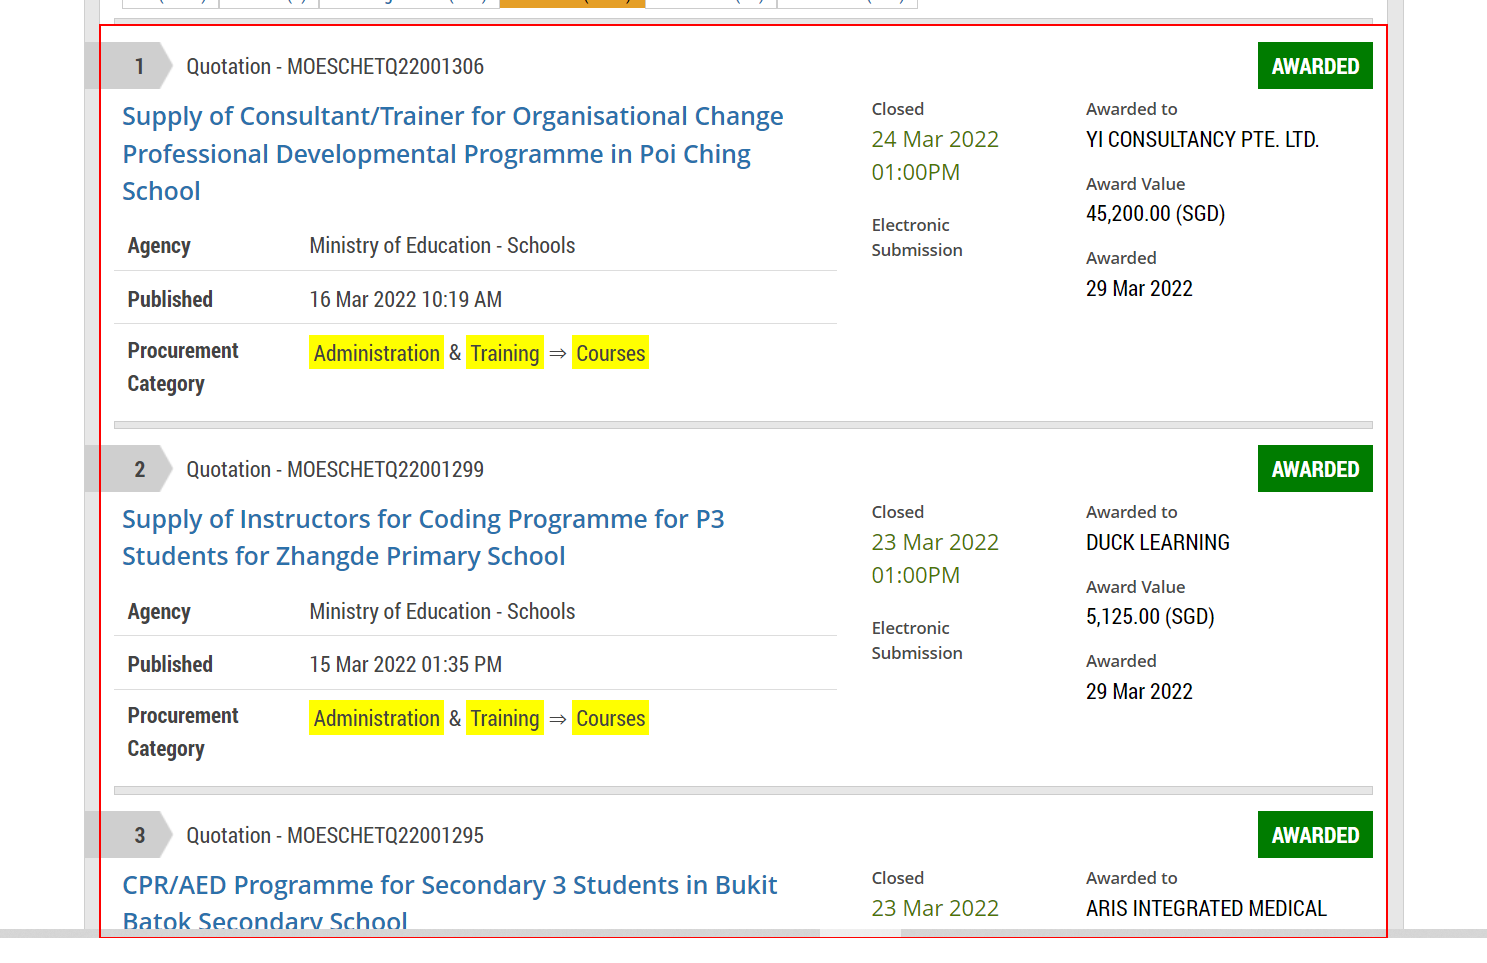 1
Quotation - MOESCHETQ22001306
AWARDED
Supply of Consultant/Trainer for Organisational Change
Professional Developmental Programme in Poi Ching
School
Agency
Ministry of Education - Schools
Published
16 Mar 2022 10:19 AM
Procurement
Category
Administration & Training ⇒ Courses
Closed
24 Mar 2022
01:00PM
Electronic
Submission
Awarded to
YI CONSULTANCY PTE. LTD.
Award Value
45,200.00 (SGD)
Awarded
29 Mar 2022
2
Quotation - MOESCHETQ22001299
AWARDED
Supply of Instructors for Coding Programme for P3
Students for Zhangde Primary School
Agency
Ministry of Education - Schools
Published
15 Mar 2022 01:35 PM
Procurement
Category
Administration & Training ⇒ Courses
Closed
23 Mar 2022
01:00PM
Electronic
Submission
Awarded to
DUCK LEARNING
Award Value
5,125.00 (SGD)
Awarded
29 Mar 2022
3
Quotation - MOESCHETQ22001295
AWARDED
CPR/AED Programme for Secondary 3 Students in Bukit
Batok Secondary School
Closed
23 Mar 2022
Awarded to
ARIS INTEGRATED MEDICAL